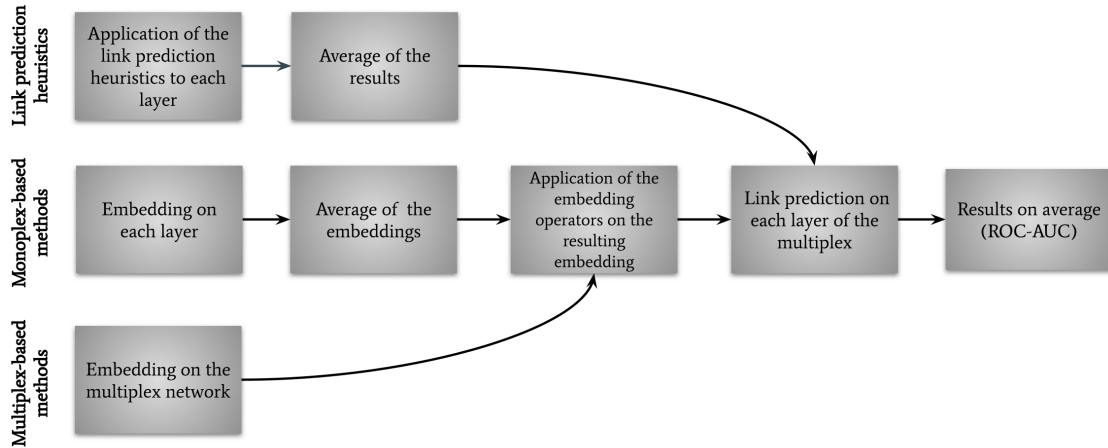 Link prediction
heuristics
Application of the
link prediction
heuristics to each
layer
Average of the
results
Monoplex-based
methods
Embedding on
each layer
Average of the
embeddings
Application of the
embedding
operators on the
resulting
embedding
Link prediction on
each layer of the
multiplex
Results on average
(ROC-AUC)
Multiplex-based
methods
Embedding on the
multiplex network